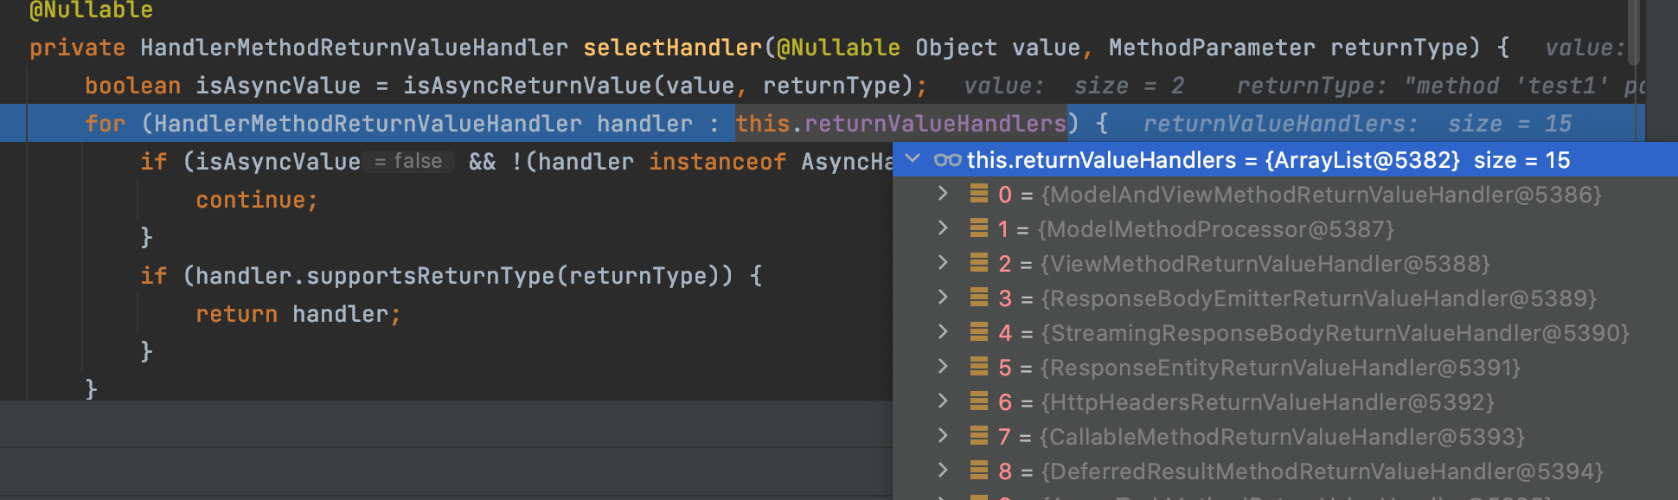 @Nullable
private HandlerMethodReturnValueHandler selectHandler(@Nullable Object value, MethodParameter returnType) { value:
boolean isAsyncValue = isAsyncReturnValue(value, returnType); value: size = 2 returnType: "method 'test1' pa
for (HandlerMethodReturnValueHandler handler : this.returnValueHandlers) { returnValueHandlers: size = 15
if (isAsyncValue = false && !(handler instanceof AsyncHa
this.returnValueHandlers = {ArrayList@5382} size = 15
0 = {ModelAndViewMethodReturnValueHandler@5386}
continue;
1 = {ModelMethodProcessor@5387}
}
2 = {ViewMethodReturnValueHandler@5388}
if (handler.supportsReturnType(returnType)) {
3 = {ResponseBodyEmitterReturnValueHandler@5389}
return handler;
4 = {StreamingResponseBodyReturnValueHandler@5390}
}
5 = {ResponseEntityReturnValueHandler@5391}
}
6 = {HttpHeadersReturnValueHandler@5392}
7 = {CallableMethodReturnValueHandler@5393}
8 = {DeferredResultMethodReturnValueHandler@5394}